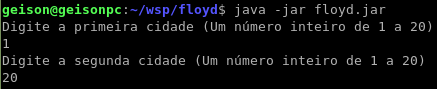 geison@geisonpc:~/wsp/floyd$ java -jar floyd.jar
Digite a primeira cidade (Um número inteiro de 1 a 20)
1
Digite a segunda cidade (Um número inteiro de 1 a 20)
20